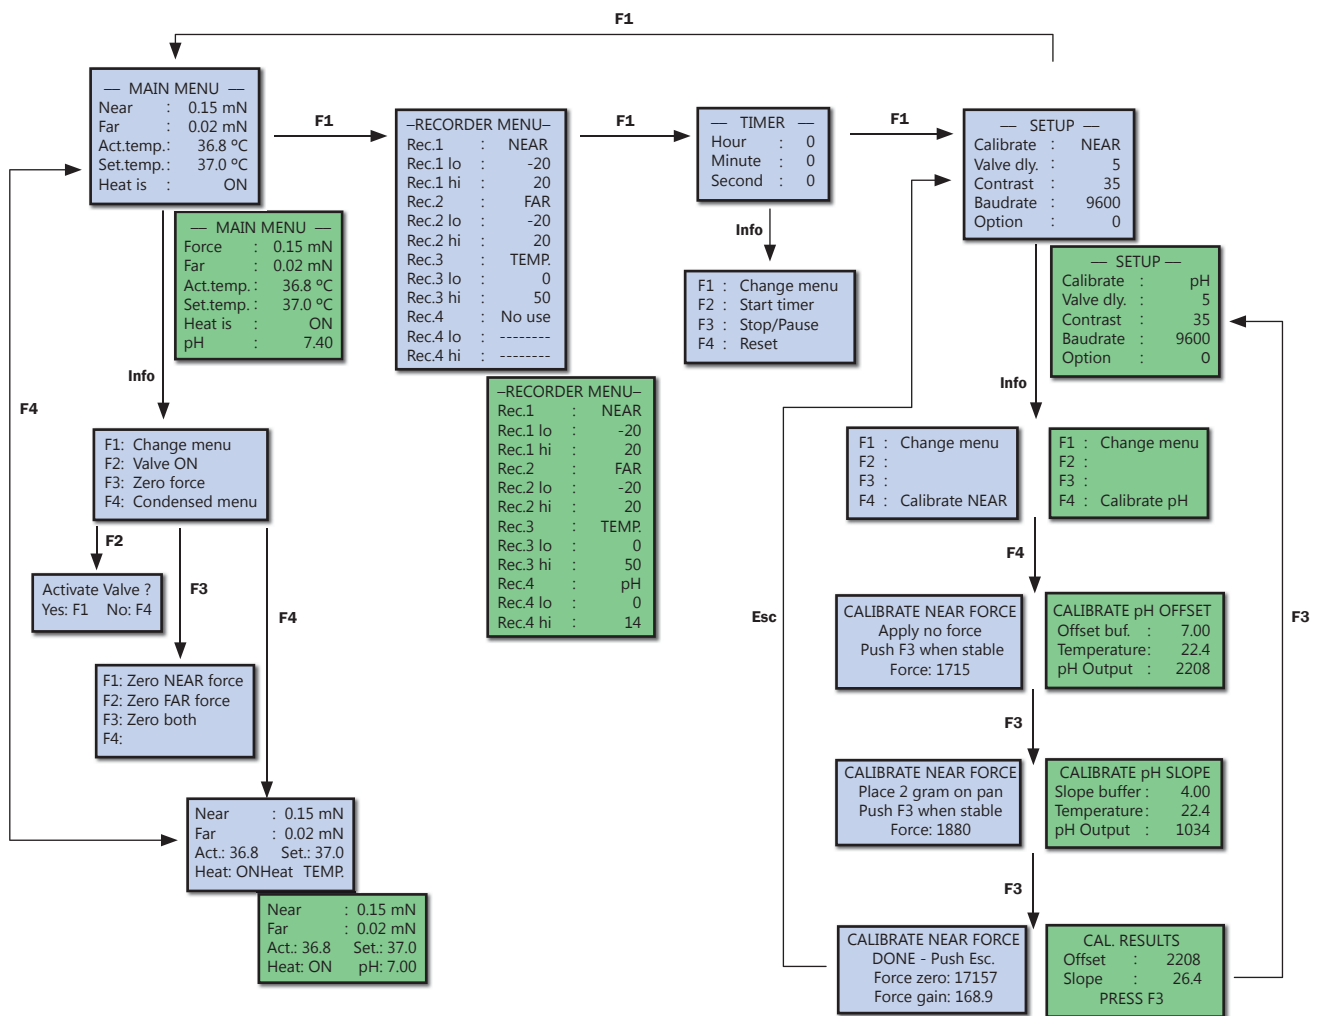 F1
— MAIN MENU —
Near : 0.15 mN
Far : 0.02 mN
Act.temp.: 36.8 ºC
Set.temp.: 37.0 ºC
Heat is : ON
F1
–RECORDER MENU–
Rec.1 : NEAR
Rec.1 lo : -20
Rec.1 hi : 20
Rec.2 : FAR
Rec.2 lo : -20
Rec.2 hi : 20
Rec.3 : TEMP.
Rec.3 lo : 0
Rec.3 hi : 50
Rec.4 : No use
Rec.4 lo : --------
Rec.4 hi : --------
F1
— TIMER —
Hour : 0
Minute : 0
Second : 0
F1
— SETUP —
Calibrate : NEAR
Valve dly. : 5
Contrast : 35
Baudrate : 9600
Option : 0
— MAIN MENU —
Force : 0.15 mN
Far : 0.02 mN
Act.temp. : 36.8 ºC
Set.temp. : 37.0 ºC
Heat is : ON
pH : 7.40
Info
F1 : Change menu
F2 : Start timer
F3 : Stop/Pause
F4 : Reset
— SETUP —
Calibrate : pH
Valve dly. : 5
Contrast : 35
Baudrate : 9600
Option : 0
Info
F4
–RECORDER MENU–
Rec.1 : NEAR
Rec.1 lo : -20
Rec.1 hi : 20
Rec.2 : FAR
Rec.2 lo : -20
Rec.2 hi : 20
Rec.3 : TEMP.
Rec.3 lo : 0
Rec.3 hi : 50
Rec.4 : pH
Rec.4 lo : 0
Rec.4 hi : 14
Info
F1: Change menu
F2: Valve ON
F3: Zero force
F4: Condensed menu
F1 : Change menu
F2 :
F3 :
F4 : Calibrate NEAR
F1 : Change menu
F2 :
F3 :
F4 : Calibrate pH
F2
F3
F4
F4
Activate Valve ?
Yes: F1 No: F4
Esc
CALIBRATE NEAR FORCE
Apply no force
Push F3 when stable
Force: 1715
CALIBRATE pH OFFSET
Offset buf. : 7.00
Temperature: 22.4
pH Output : 2208
F3
F1: Zero NEAR force
F2: Zero FAR force
F3: Zero both
F4:
F3
CALIBRATE NEAR FORCE
Place 2 gram on pan
Push F3 when stable
Force: 1880
CALIBRATE pH SLOPE
Slope buffer : 4.00
Temperature: 22.4
pH Output : 1034
Near : 0.15 mN
Far : 0.02 mN
Act.: 36.8 Set.: 37.0
Heat: ONHeat TEMP.
F3
Near : 0.15 mN
Far : 0.02 mN
Act.: 36.8 Set.: 37.0
Heat: ON pH: 7.00
CALIBRATE NEAR FORCE
DONE - Push Esc.
Force zero: 17157
Force gain: 168.9
CAL. RESULTS
Offset : 2208
Slope : 26.4
PRESS F3